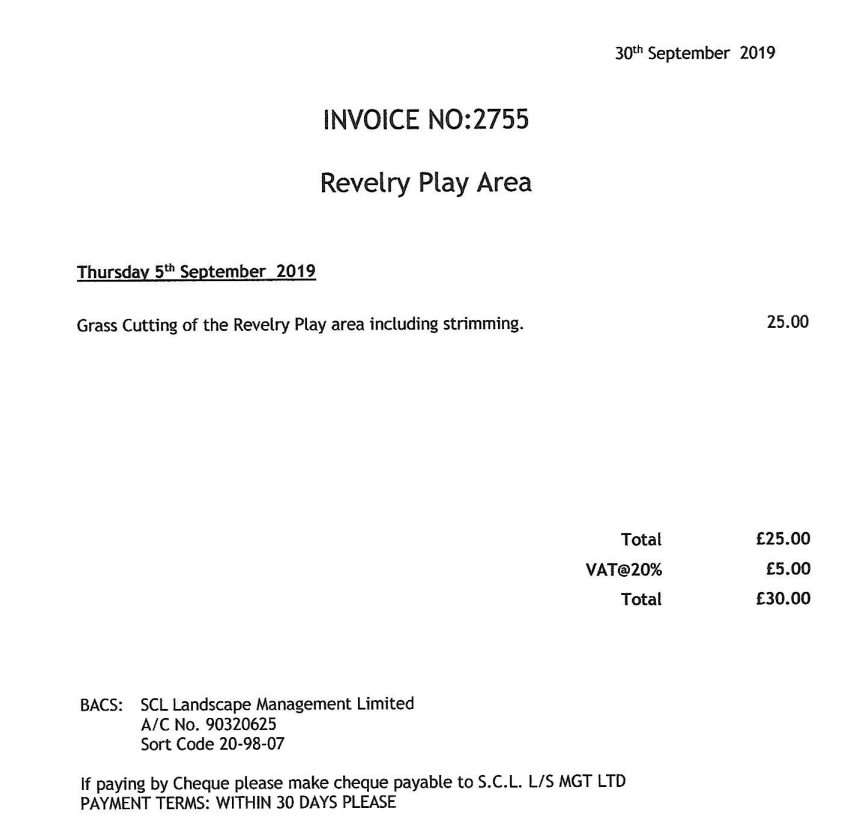 30th September 2019
INVOICE NO:2755
Revelry Play Area
Thursday 5th September 2019
Grass Cutting of the Revelry Play area including strimming. 25.00
Total £25.00
VAT@20% £5.00
Total £30.00
BACS: SCL Landscape Management Limited
A/C No. 90320625
Sort Code 20-98-07
If paying by Cheque please make cheque payable to S.C.L. L/S MGT LTD
PAYMENT TERMS: WITHIN 30 DAYS PLEASE